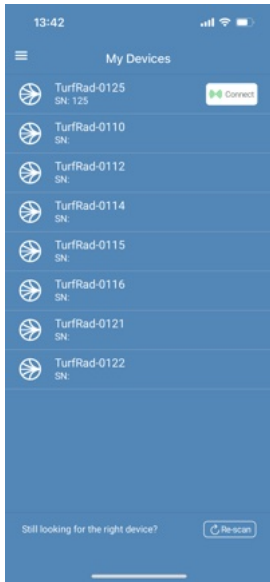 13:42
My Devices
TurfRad-0125
SN: 125
Connect
TurfRad-0110
SN:
TurfRad-0112
SN:
TurfRad-0114
SN:
TurfRad-0115
SN:
TurfRad-0116
SN:
TurfRad-0121
SN:
TurfRad-0122
SN:
Still looking for the right device?
Re-scan